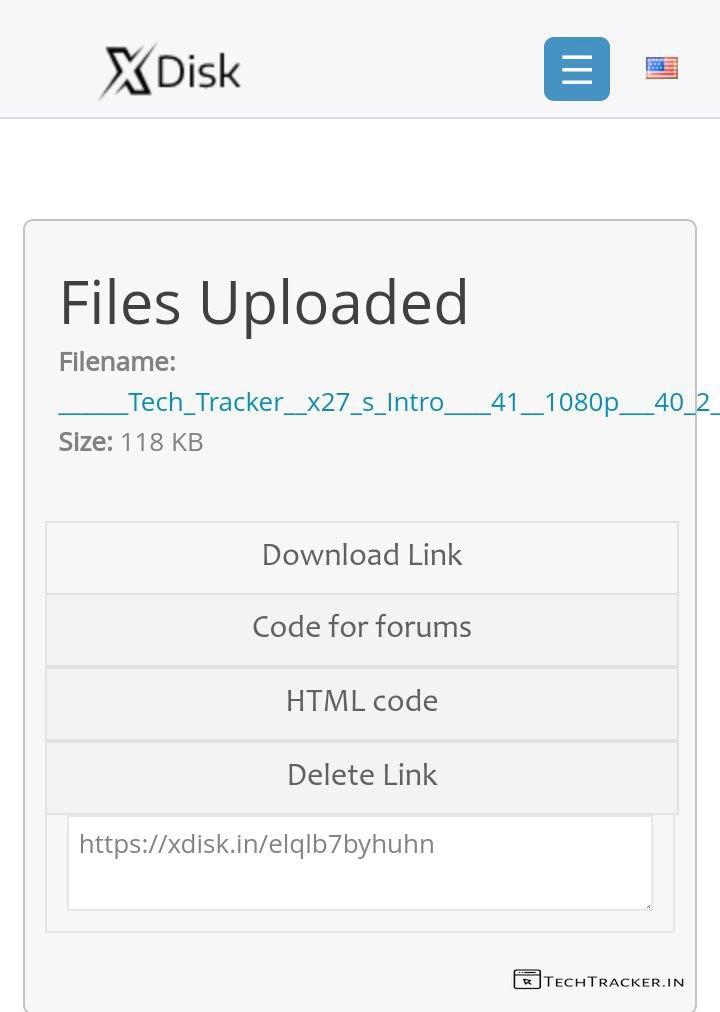 XDisk
Files Uploaded
Filename:
______Tech_Tracker__x27_s_Intro____41__1080p___40_2_
Size: 118 KB
Download Link
Code for forums
HTML code
Delete Link
https://xdisk.in/elqlb7byhuhn
TECHTRACKER.IN